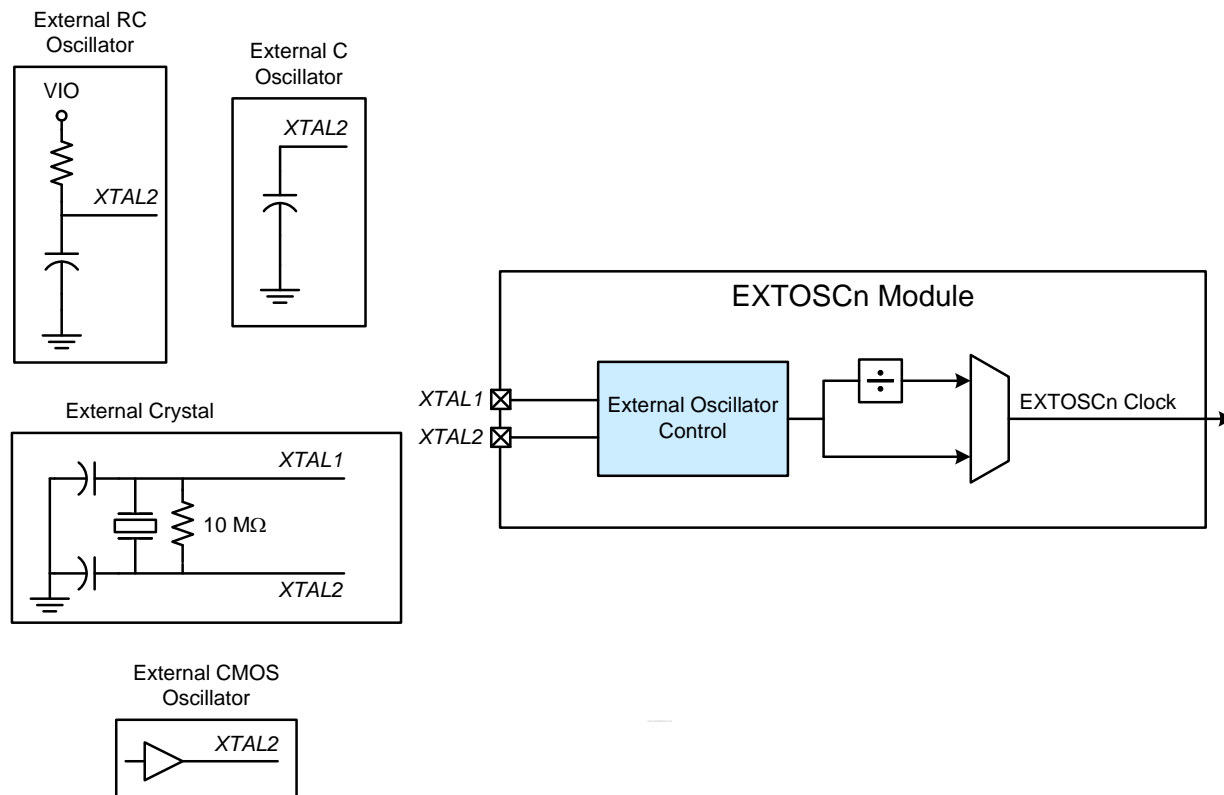 External RC
Oscillator
VIO
XTAL2
External C
Oscillator
XTAL2
EXTOSCn Module
XTAL1
XTAL2
External Oscillator
Control
÷
EXTOSCn Clock
External Crystal
XTAL1
10 MΩ
XTAL2
External CMOS
Oscillator
XTAL2